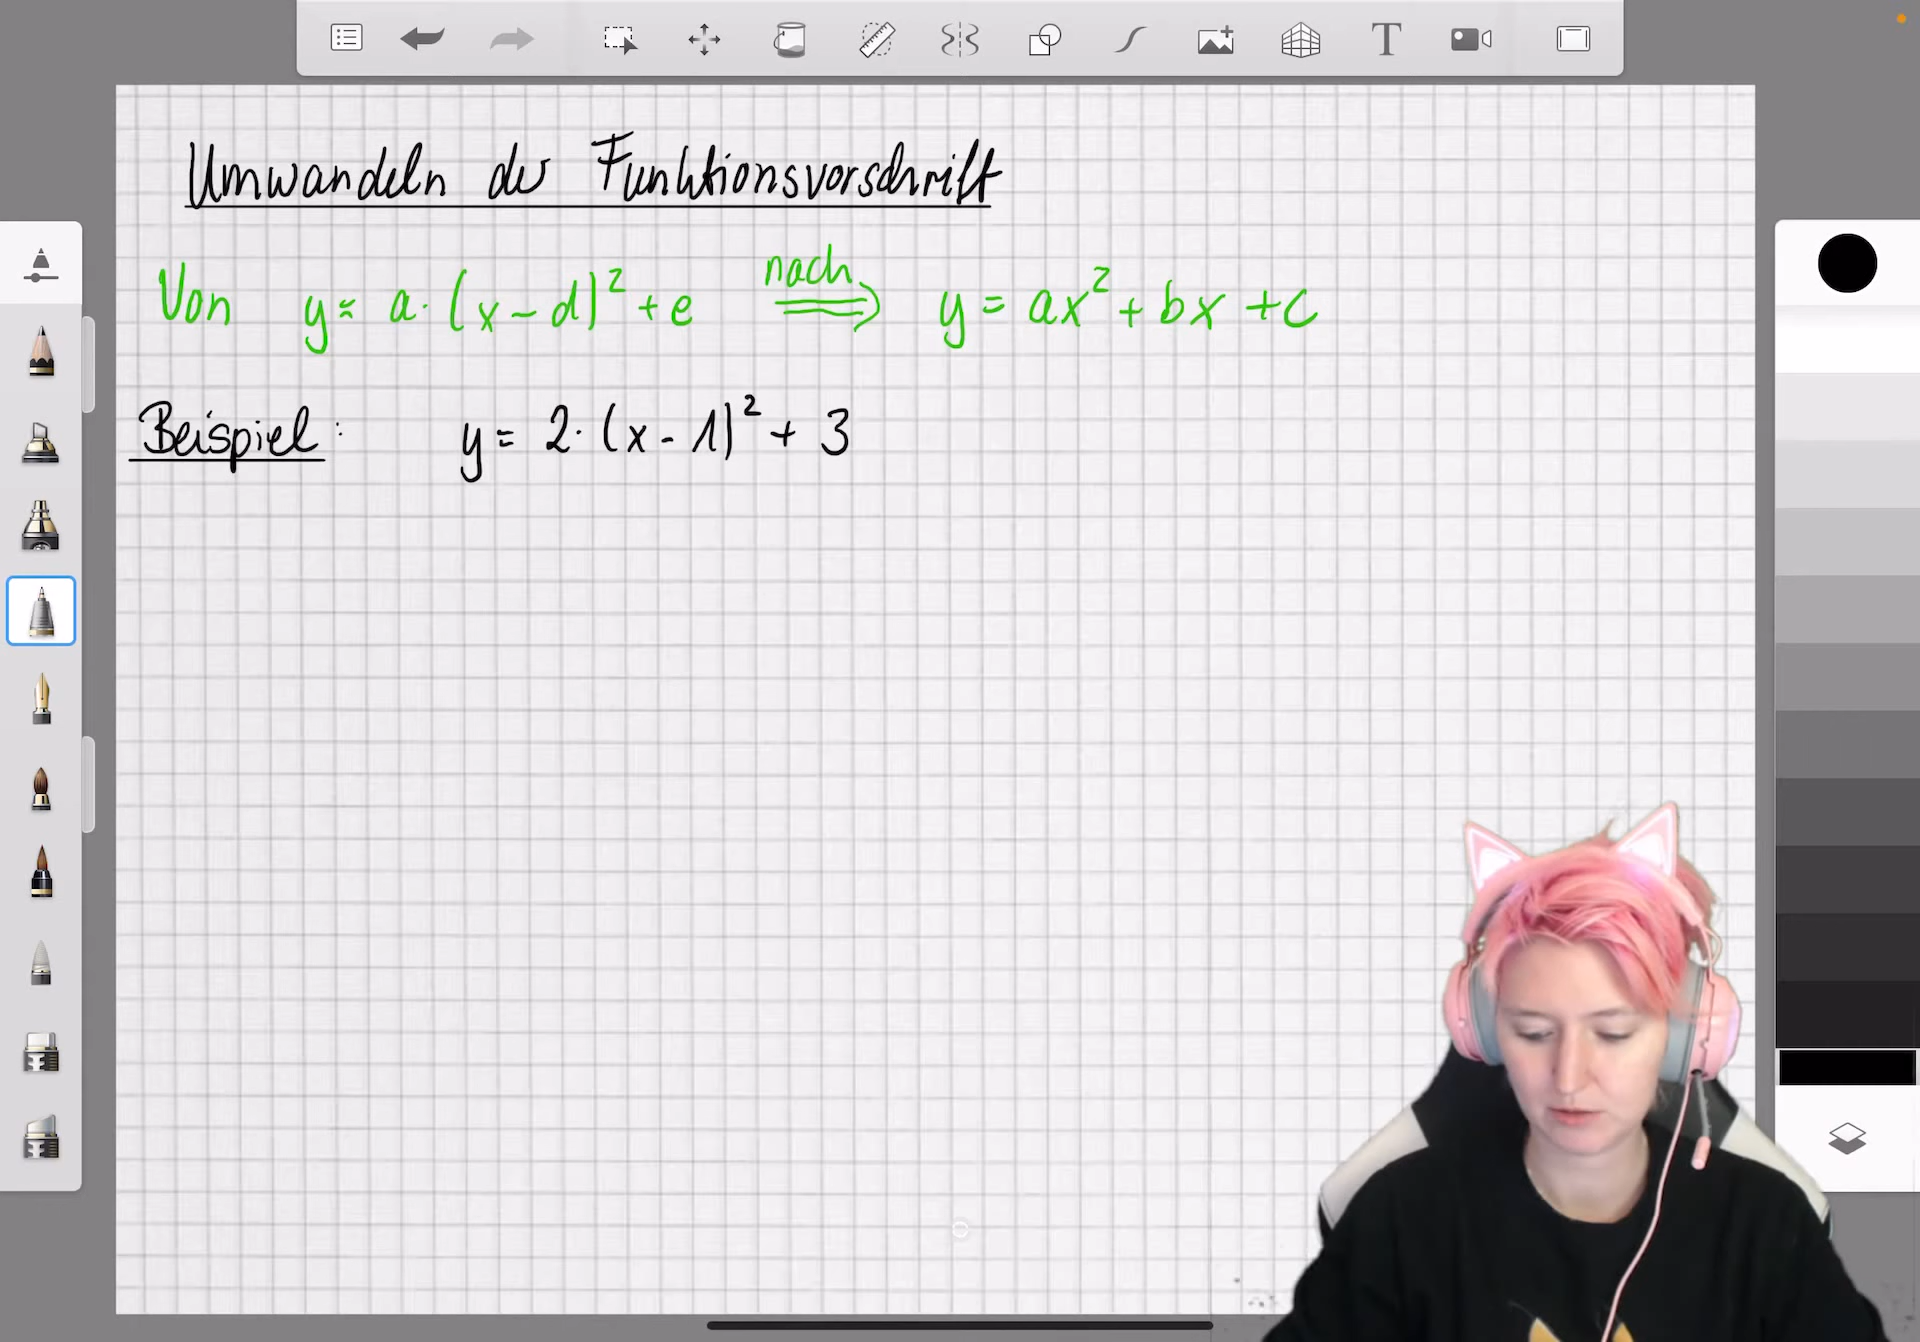 Umwandeln der Funktionsvorschrift
Von y = a · (x - d)² + e nach ⟹ y = ax² + bx + c
Beispiel: y = 2 · (x - 1)² + 3
T